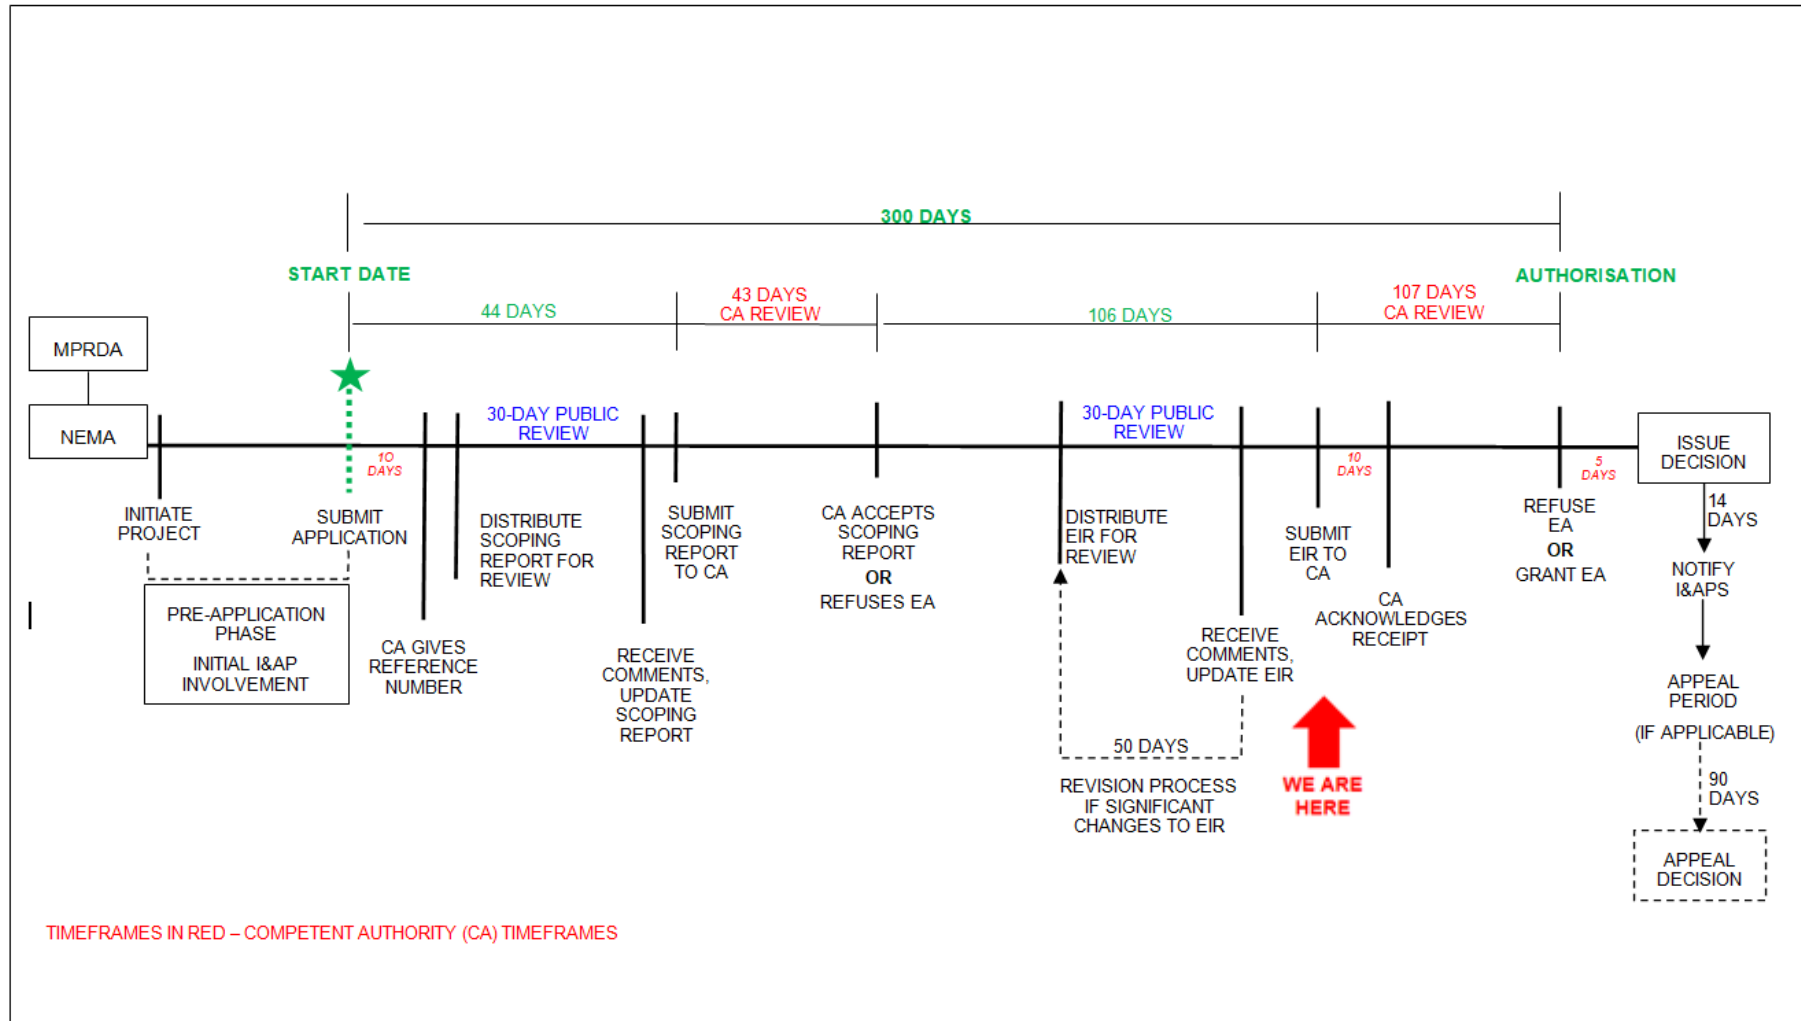 300 DAYS
START DATE
AUTHORISATION
44 DAYS
43 DAYS
CA REVIEW
106 DAYS
107 DAYS
CA REVIEW
MPRDA
NEMA
30-DAY PUBLIC
REVIEW
30-DAY PUBLIC
REVIEW
10
DAYS
10
DAYS
5
DAYS
ISSUE
DECISION
INITIATE
PROJECT
SUBMIT
APPLICATION
DISTRIBUTE
SCOPING
REPORT FOR
REVIEW
SUBMIT
SCOPING
REPORT
TO CA
CA ACCEPTS
SCOPING
REPORT
OR
REFUSES EA
DISTRIBUTE
EIR FOR
REVIEW
SUBMIT
EIR TO
CA
REFUSE
EA
OR
GRANT EA
14
DAYS
NOTIFY
I&APS
PRE-APPLICATION
PHASE
INITIAL I&AP
INVOLVEMENT
CA GIVES
REFERENCE
NUMBER
RECEIVE
COMMENTS,
UPDATE
SCOPING
REPORT
RECEIVE
COMMENTS,
UPDATE EIR
CA
ACKNOWLEDGES
RECEIPT
APPEAL
PERIOD
(IF APPLICABLE)
50 DAYS
REVISION PROCESS
IF SIGNIFICANT
CHANGES TO EIR
WE ARE
HERE
90
DAYS
APPEAL
DECISION
TIMEFRAMES IN RED – COMPETENT AUTHORITY (CA) TIMEFRAMES